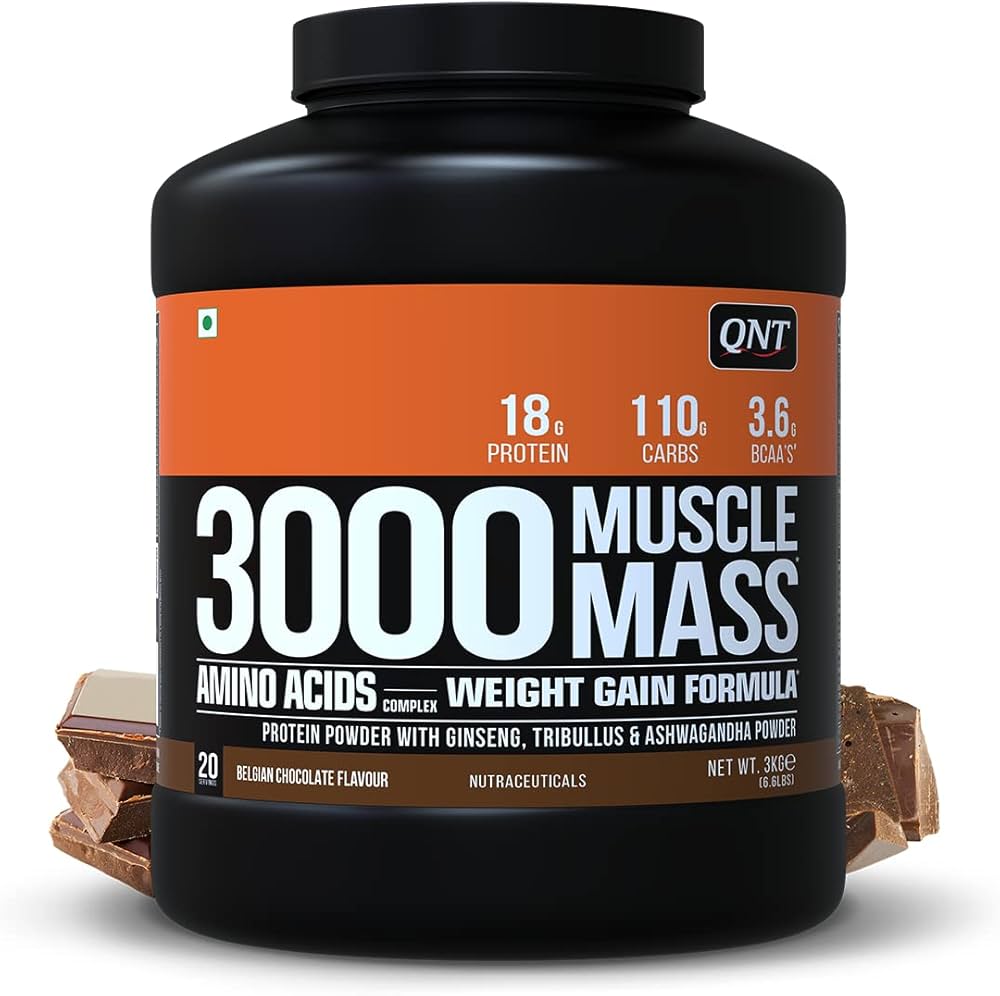 QNT
18G 110G 3.6G
PROTEIN CARBS BCAA'S*
3000 MUSCLE
MASS*
AMINO ACIDS COMPLEX WEIGHT GAIN FORMULA*
PROTEIN POWDER WITH GINSENG, TRIBULLUS & ASHWAGANDHA POWDER
20 SERVINGS BELGIAN CHOCOLATE FLAVOUR NUTRACEUTICALS NET WT. 3KG℮
(6.6LBS)